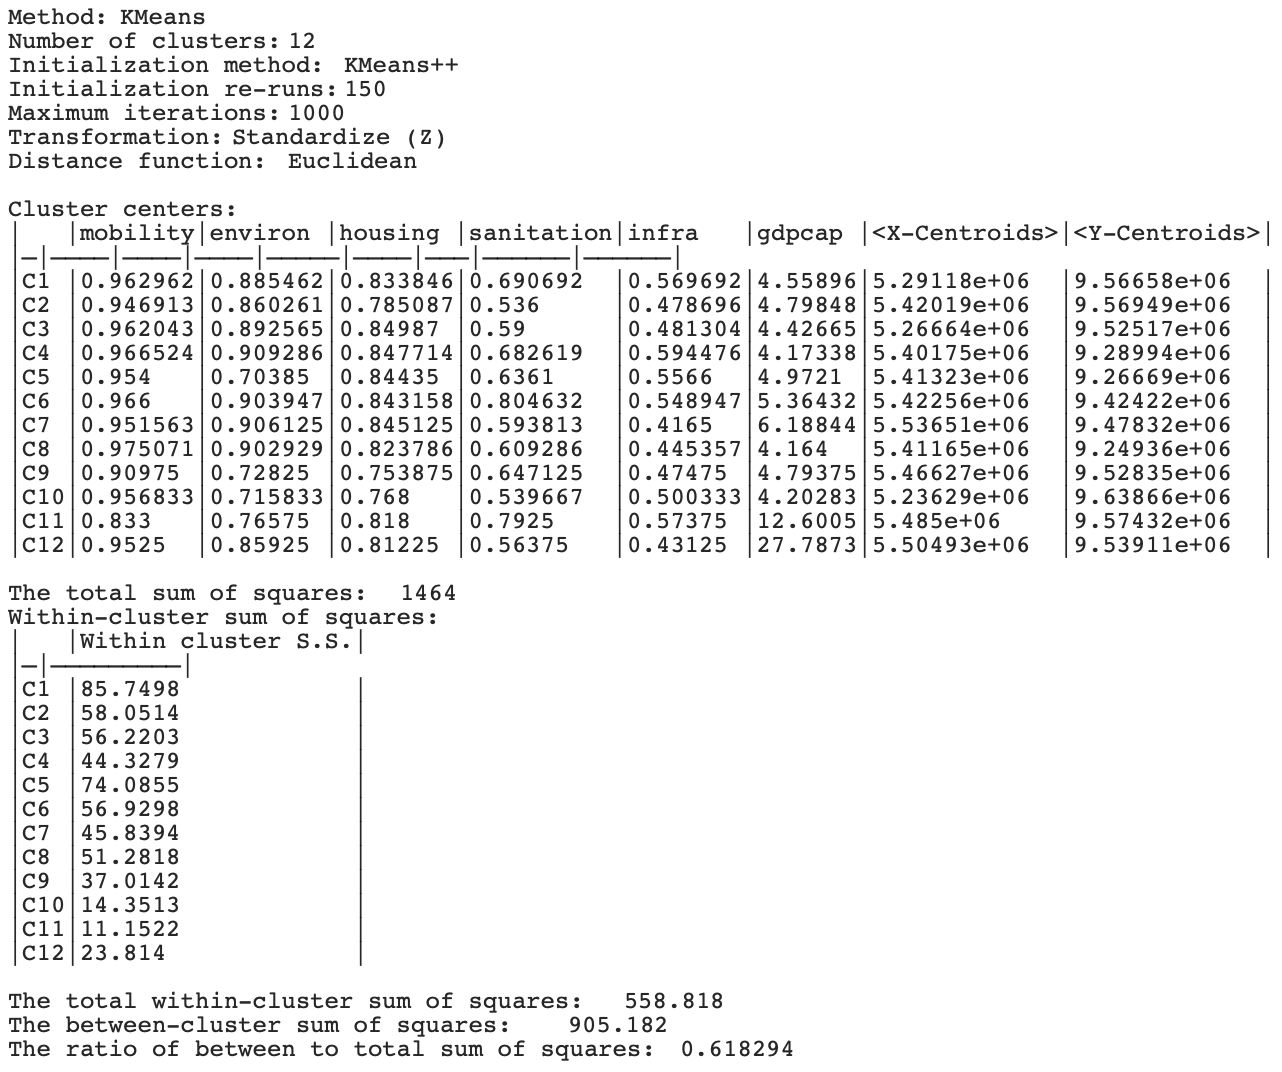 Method: KMeans
Number of clusters: 12
Initialization method: KMeans++
Initialization re-runs: 150
Maximum iterations: 1000
Transformation: Standardize (Z)
Distance function: Euclidean
Cluster centers:
| |mobility|environ |housing |sanitation|infra |gdpcap |<X-Centroids>|<Y-Centroids>|
|—|————|————|————|—————|————|———|——————|——————|
|C1 |0.962962|0.885462|0.833846|0.690692 |0.569692|4.55896|5.29118e+06 |9.56658e+06 |
|C2 |0.946913|0.860261|0.785087|0.536 |0.478696|4.79848|5.42019e+06 |9.56949e+06 |
|C3 |0.962043|0.892565|0.84987 |0.59 |0.481304|4.42665|5.26664e+06 |9.52517e+06 |
|C4 |0.966524|0.909286|0.847714|0.682619 |0.594476|4.17338|5.40175e+06 |9.28994e+06 |
|C5 |0.954 |0.70385 |0.84435 |0.6361 |0.5566 |4.9721 |5.41323e+06 |9.26669e+06 |
|C6 |0.966 |0.903947|0.843158|0.804632 |0.548947|5.36432|5.42256e+06 |9.42422e+06 |
|C7 |0.951563|0.906125|0.845125|0.593813 |0.4165 |6.18844|5.53651e+06 |9.47832e+06 |
|C8 |0.975071|0.902929|0.823786|0.609286 |0.445357|4.164 |5.41165e+06 |9.24936e+06 |
|C9 |0.90975 |0.72825 |0.753875|0.647125 |0.47475 |4.79375|5.46627e+06 |9.52835e+06 |
|C10|0.956833|0.715833|0.768 |0.539667 |0.500333|4.20283|5.23629e+06 |9.63866e+06 |
|C11|0.833 |0.76575 |0.818 |0.7925 |0.57375 |12.6005|5.485e+06 |9.57432e+06 |
|C12|0.9525 |0.85925 |0.81225 |0.56375 |0.43125 |27.7873|5.50493e+06 |9.53911e+06 |
The total sum of squares: 1464
Within-cluster sum of squares:
| |Within cluster S.S.|
|—|—————————|
|C1 |85.7498 |
|C2 |58.0514 |
|C3 |56.2203 |
|C4 |44.3279 |
|C5 |74.0855 |
|C6 |56.9298 |
|C7 |45.8394 |
|C8 |51.2818 |
|C9 |37.0142 |
|C10|14.3513 |
|C11|11.1522 |
|C12|23.814 |
The total within-cluster sum of squares: 558.818
The between-cluster sum of squares: 905.182
The ratio of between to total sum of squares: 0.618294